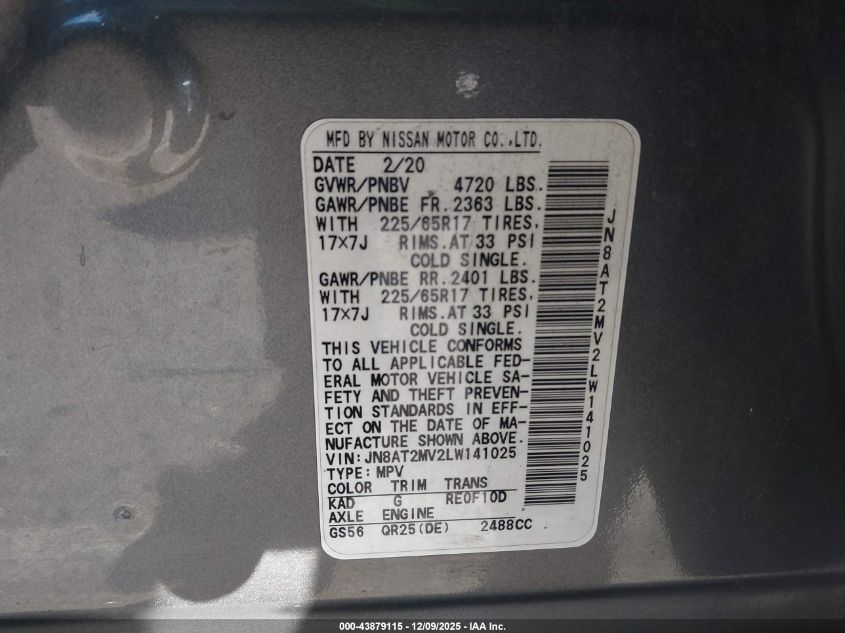 MFD BY NISSAN MOTOR CO.,LTD.
DATE 2/20
GVWR/PNBV 4720 LBS.
GAWR/PNBE FR. 2363 LBS.
WITH 225/65R17 TIRES,
17×7J RIMS.AT 33 PSI
COLD SINGLE.
GAWR/PNBE RR. 2401 LBS.
WITH 225/65R17 TIRES,
17×7J RIMS.AT 33 PSI
COLD SINGLE.
THIS VEHICLE CONFORMS
TO ALL APPLICABLE FED-
ERAL MOTOR VEHICLE SA-
FETY AND THEFT PREVEN-
TION STANDARDS IN EFF-
ECT ON THE DATE OF MA-
NUFACTURE SHOWN ABOVE.
VIN:JN8AT2MV2LW141025
TYPE:MPV
COLOR TRIM TRANS
KAD G RE0F10D
AXLE ENGINE
GS56 QR25(DE) 2488CC
JN8AT2MV2LW141025
000-43879115 - 12/09/2025 - IAA Inc.